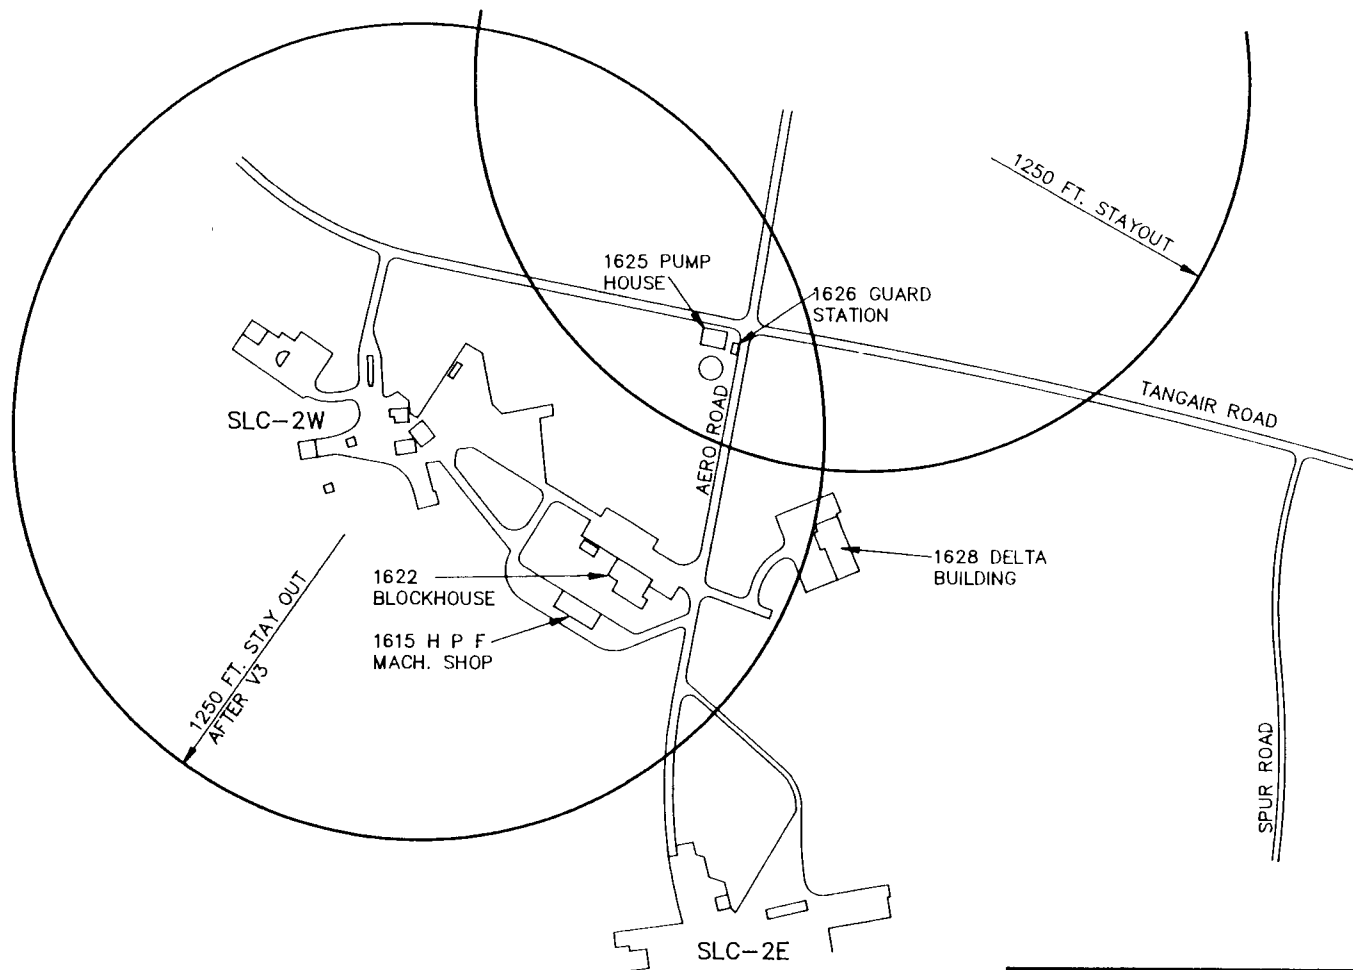 1250 FT. STAYOUT
1625 PUMP
HOUSE
1626 GUARD
STATION
TANGAIR ROAD
SLC-2W
AERO ROAD
1628 DELTA
BUILDING
1622
BLOCKHOUSE
1615 H P F
MACH. SHOP
1250 FT. STAY OUT
AFTER V3
SPUR ROAD
SLC-2E